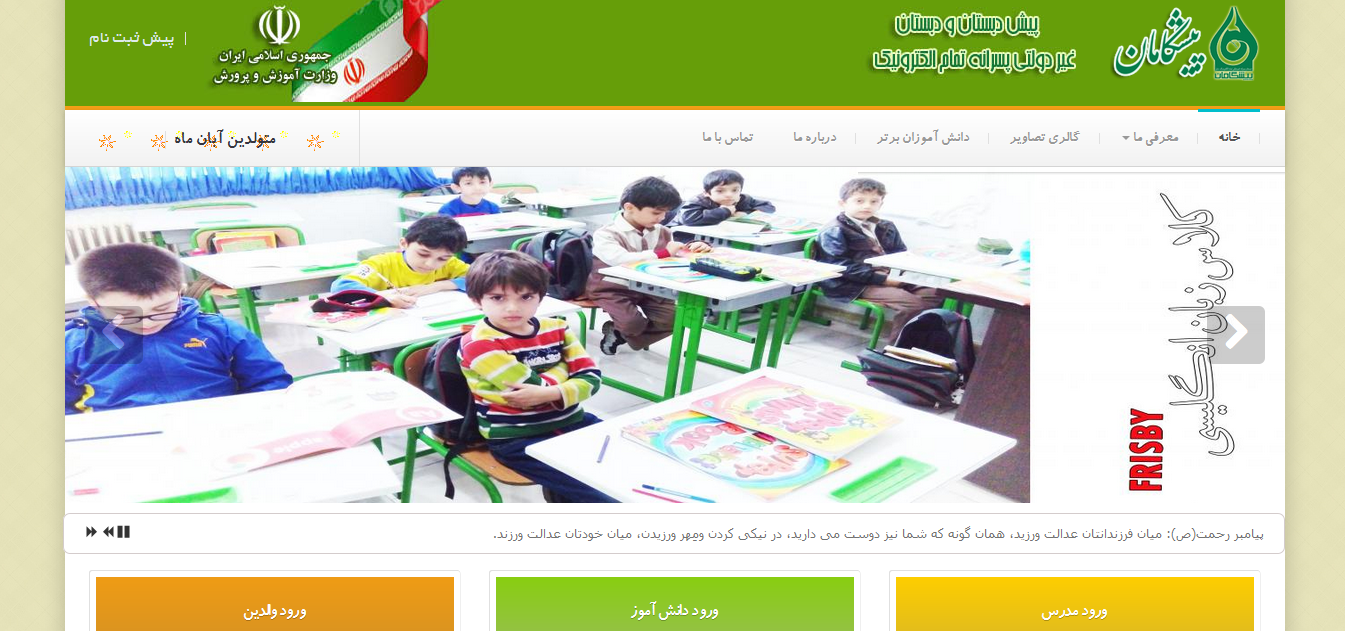 پیشگامان
پیشگامان
پیش دبستان و دبستان
غیر دولتی پسرانه تمام الکترونیک
جمهوری اسلامی ایران
وزارت آموزش و پرورش
پیش ثبت نام
خانه
معرفی ما
گالری تصاویر
دانش آموزان برتر
درباره ما
تماس با ما
متولدین آبان ماه
کلاس زبان انگلیسی
FRISBY
پیامبر رحمت(ص): میان فرزندانتان عدالت ورزید، همان گونه که شما نیز دوست می دارید، در نیکی کردن ومهر ورزیدن، میان خودتان عدالت ورزند.
ورود مدرس
ورود دانش آموز
ورود والدین